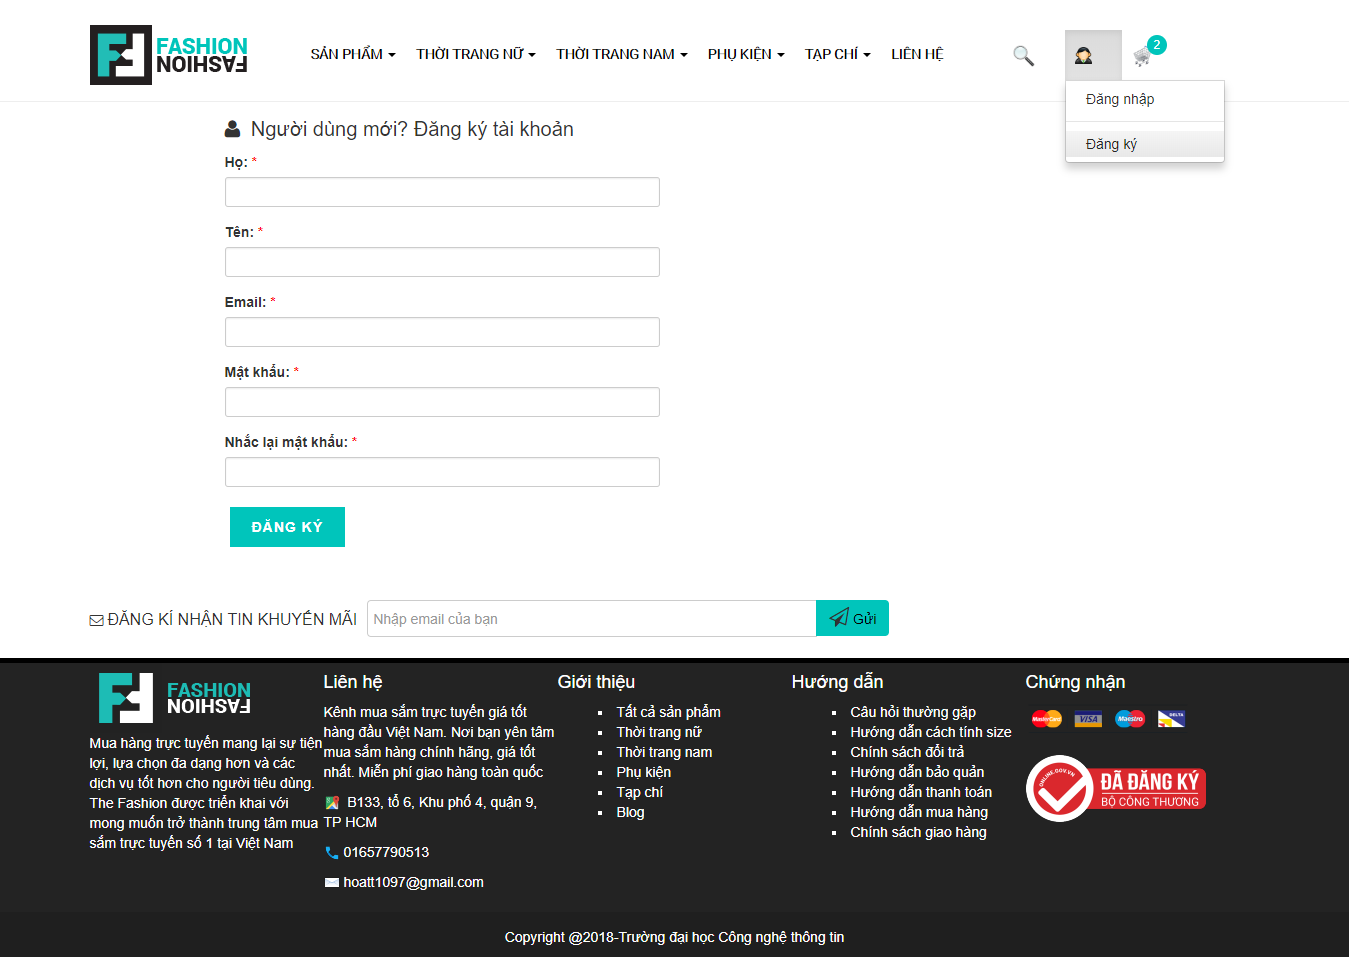 FASHION
FASHION
SẢN PHẨM
THỜI TRANG NỮ
THỜI TRANG NAM
PHỤ KIỆN
TẠP CHÍ
LIÊN HỆ
2
Đăng nhập
Đăng ký
Người dùng mới? Đăng ký tài khoản
Họ: *
Tên: *
Email: *
Mật khẩu: *
Nhắc lại mật khẩu: *
ĐĂNG KÝ
ĐĂNG KÍ NHẬN TIN KHUYẾN MÃI
Nhập email của bạn
Gửi
FASHION
FASHION
Mua hàng trực tuyến mang lại sự tiện
lợi, lựa chọn đa dạng hơn và các
dịch vụ tốt hơn cho người tiêu dùng.
The Fashion được triển khai với
mong muốn trở thành trung tâm mua
sắm trực tuyến số 1 tại Việt Nam
Liên hệ
Kênh mua sắm trực tuyến giá tốt
hàng đầu Việt Nam. Nơi bạn yên tâm
mua sắm hàng chính hãng, giá tốt
nhất. Miễn phí giao hàng toàn quốc
B133, tổ 6, Khu phố 4, quận 9,
TP HCM
01657790513
hoatt1097@gmail.com
Giới thiệu
Tất cả sản phẩm
Thời trang nữ
Thời trang nam
Phụ kiện
Tạp chí
Blog
Hướng dẫn
Câu hỏi thường gặp
Hướng dẫn cách tính size
Chính sách đổi trả
Hướng dẫn bảo quản
Hướng dẫn thanh toán
Hướng dẫn mua hàng
Chính sách giao hàng
Chứng nhận
MasterCard
VISA
Maestro
DELTA
ONLINE.GOV.VN
ĐÃ ĐĂNG KÝ
BỘ CÔNG THƯƠNG
Copyright @2018-Trường đại học Công nghệ thông tin